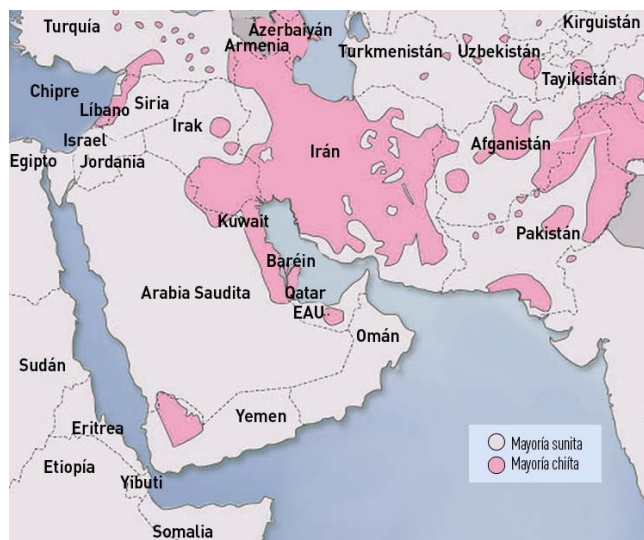 Turquía
Azerbaiyán
Armenia
Kirguistán
Turkmenistán
Uzbekistán
Tayikistán
Chipre
Siria
Líbano
Irak
Irán
Afganistán
Israel
Egipto
Jordania
Kuwait
Pakistán
Baréin
Arabia Saudita
Qatar
EAU
Omán
Sudán
Yemen
Eritrea
Etiopía
Yibuti
Somalia
Mayoría sunita
Mayoría chiíta